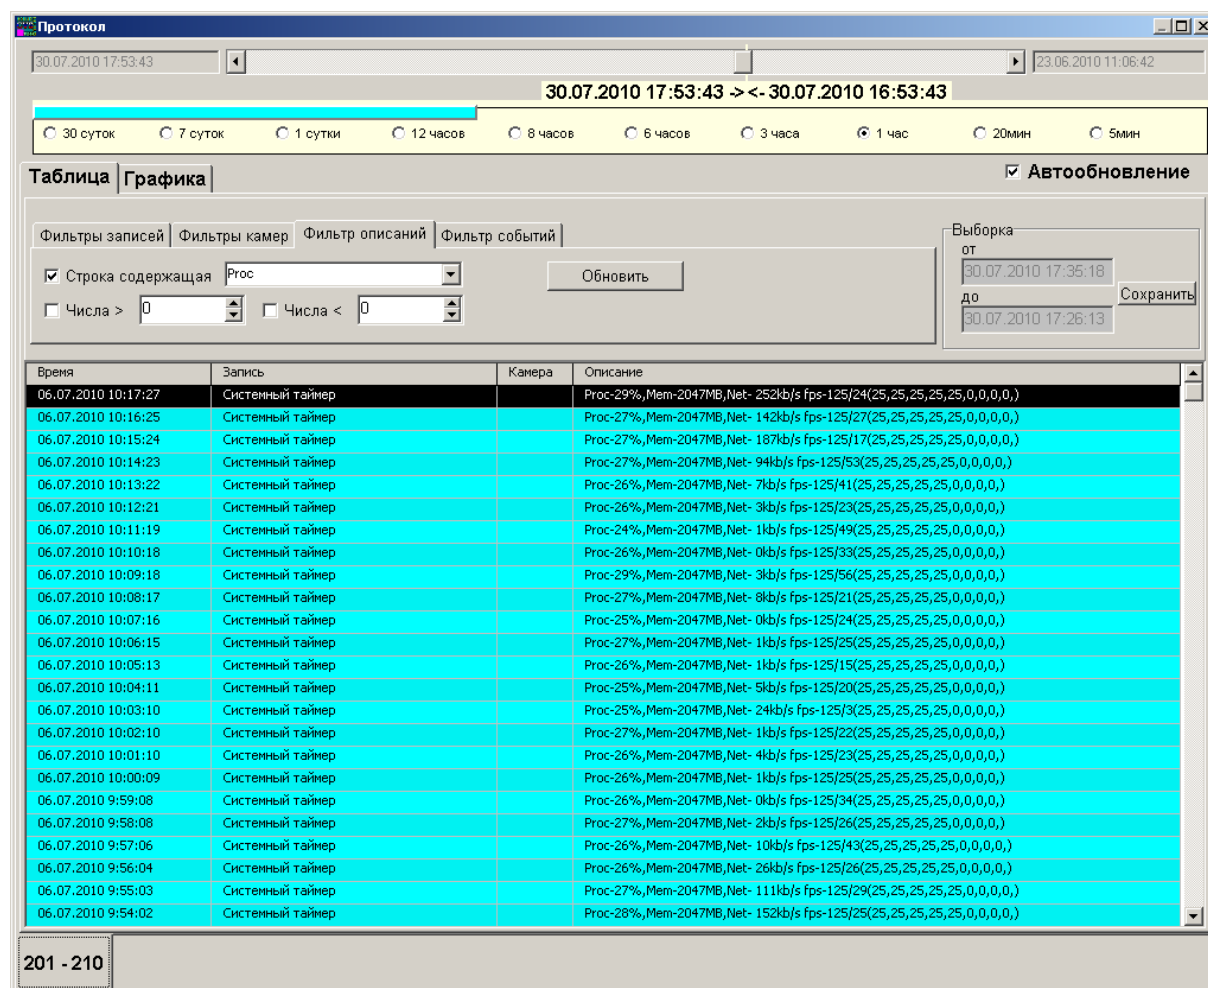 Протокол
30.07.2010 17:53:43 23.06.2010 11:06:42
30.07.2010 17:53:43 -> <- 30.07.2010 16:53:43
30 суток 7 суток 1 сутки 12 часов 8 часов 6 часов 3 часа 1 час 20мин 5мин
Таблица Графика Автообновление
Фильтры записей Фильтры камер Фильтр описаний Фильтр событий
Строка содержащая Proc Обновить
Числа > 0 Числа < 0
Выборка
от
30.07.2010 17:35:18
до
30.07.2010 17:26:13
Сохранить
Время Запись Камера Описание
06.07.2010 10:17:27 Системный таймер Proc-29%,Mem-2047MB,Net- 252kb/s fps-125/24(25,25,25,25,25,0,0,0,0,)
06.07.2010 10:16:25 Системный таймер Proc-27%,Mem-2047MB,Net- 142kb/s fps-125/27(25,25,25,25,25,0,0,0,0,)
06.07.2010 10:15:24 Системный таймер Proc-27%,Mem-2047MB,Net- 187kb/s fps-125/17(25,25,25,25,25,0,0,0,0,)
06.07.2010 10:14:23 Системный таймер Proc-27%,Mem-2047MB,Net- 94kb/s fps-125/53(25,25,25,25,25,0,0,0,0,)
06.07.2010 10:13:22 Системный таймер Proc-26%,Mem-2047MB,Net- 7kb/s fps-125/41(25,25,25,25,25,0,0,0,0,)
06.07.2010 10:12:21 Системный таймер Proc-26%,Mem-2047MB,Net- 3kb/s fps-125/23(25,25,25,25,25,0,0,0,0,)
06.07.2010 10:11:19 Системный таймер Proc-24%,Mem-2047MB,Net- 1kb/s fps-125/49(25,25,25,25,25,0,0,0,0,)
06.07.2010 10:10:18 Системный таймер Proc-26%,Mem-2047MB,Net- 0kb/s fps-125/33(25,25,25,25,25,0,0,0,0,)
06.07.2010 10:09:18 Системный таймер Proc-29%,Mem-2047MB,Net- 3kb/s fps-125/56(25,25,25,25,25,0,0,0,0,)
06.07.2010 10:08:17 Системный таймер Proc-27%,Mem-2047MB,Net- 8kb/s fps-125/21(25,25,25,25,25,0,0,0,0,)
06.07.2010 10:07:16 Системный таймер Proc-25%,Mem-2047MB,Net- 0kb/s fps-125/24(25,25,25,25,25,0,0,0,0,)
06.07.2010 10:06:15 Системный таймер Proc-27%,Mem-2047MB,Net- 1kb/s fps-125/25(25,25,25,25,25,0,0,0,0,)
06.07.2010 10:05:13 Системный таймер Proc-26%,Mem-2047MB,Net- 1kb/s fps-125/15(25,25,25,25,25,0,0,0,0,)
06.07.2010 10:04:11 Системный таймер Proc-25%,Mem-2047MB,Net- 5kb/s fps-125/20(25,25,25,25,25,0,0,0,0,)
06.07.2010 10:03:10 Системный таймер Proc-25%,Mem-2047MB,Net- 24kb/s fps-125/3(25,25,25,25,25,0,0,0,0,)
06.07.2010 10:02:10 Системный таймер Proc-27%,Mem-2047MB,Net- 1kb/s fps-125/22(25,25,25,25,25,0,0,0,0,)
06.07.2010 10:01:10 Системный таймер Proc-26%,Mem-2047MB,Net- 4kb/s fps-125/23(25,25,25,25,25,0,0,0,0,)
06.07.2010 10:00:09 Системный таймер Proc-26%,Mem-2047MB,Net- 1kb/s fps-125/25(25,25,25,25,25,0,0,0,0,)
06.07.2010 9:59:08 Системный таймер Proc-26%,Mem-2047MB,Net- 0kb/s fps-125/34(25,25,25,25,25,0,0,0,0,)
06.07.2010 9:58:08 Системный таймер Proc-27%,Mem-2047MB,Net- 2kb/s fps-125/26(25,25,25,25,25,0,0,0,0,)
06.07.2010 9:57:06 Системный таймер Proc-26%,Mem-2047MB,Net- 10kb/s fps-125/43(25,25,25,25,25,0,0,0,0,)
06.07.2010 9:56:04 Системный таймер Proc-26%,Mem-2047MB,Net- 26kb/s fps-125/26(25,25,25,25,25,0,0,0,0,)
06.07.2010 9:55:03 Системный таймер Proc-27%,Mem-2047MB,Net- 111kb/s fps-125/29(25,25,25,25,25,0,0,0,0,)
06.07.2010 9:54:02 Системный таймер Proc-28%,Mem-2047MB,Net- 152kb/s fps-125/25(25,25,25,25,25,0,0,0,0,)
201 - 210